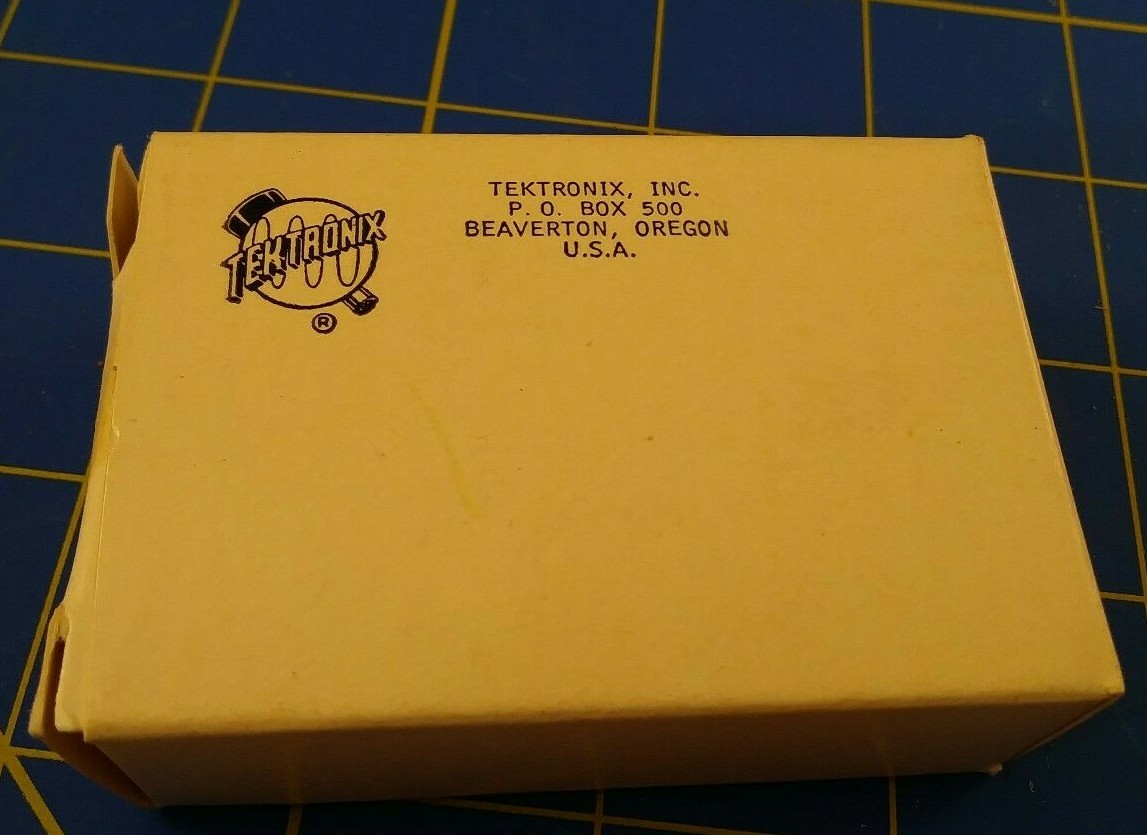 TEKTRONIX
®
TEKTRONIX, INC.
P.O. BOX 500
BEAVERTON, OREGON
U.S.A.